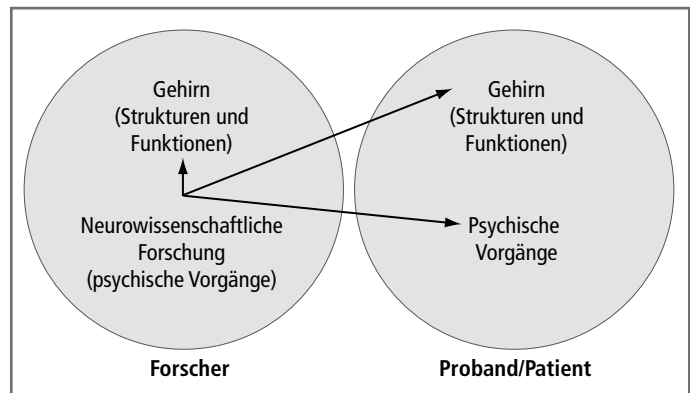 Gehirn
(Strukturen und
Funktionen)
Neurowissenschaftliche
Forschung
(psychische Vorgänge)
Forscher
Gehirn
(Strukturen und
Funktionen)
Psychische
Vorgänge
Proband/Patient